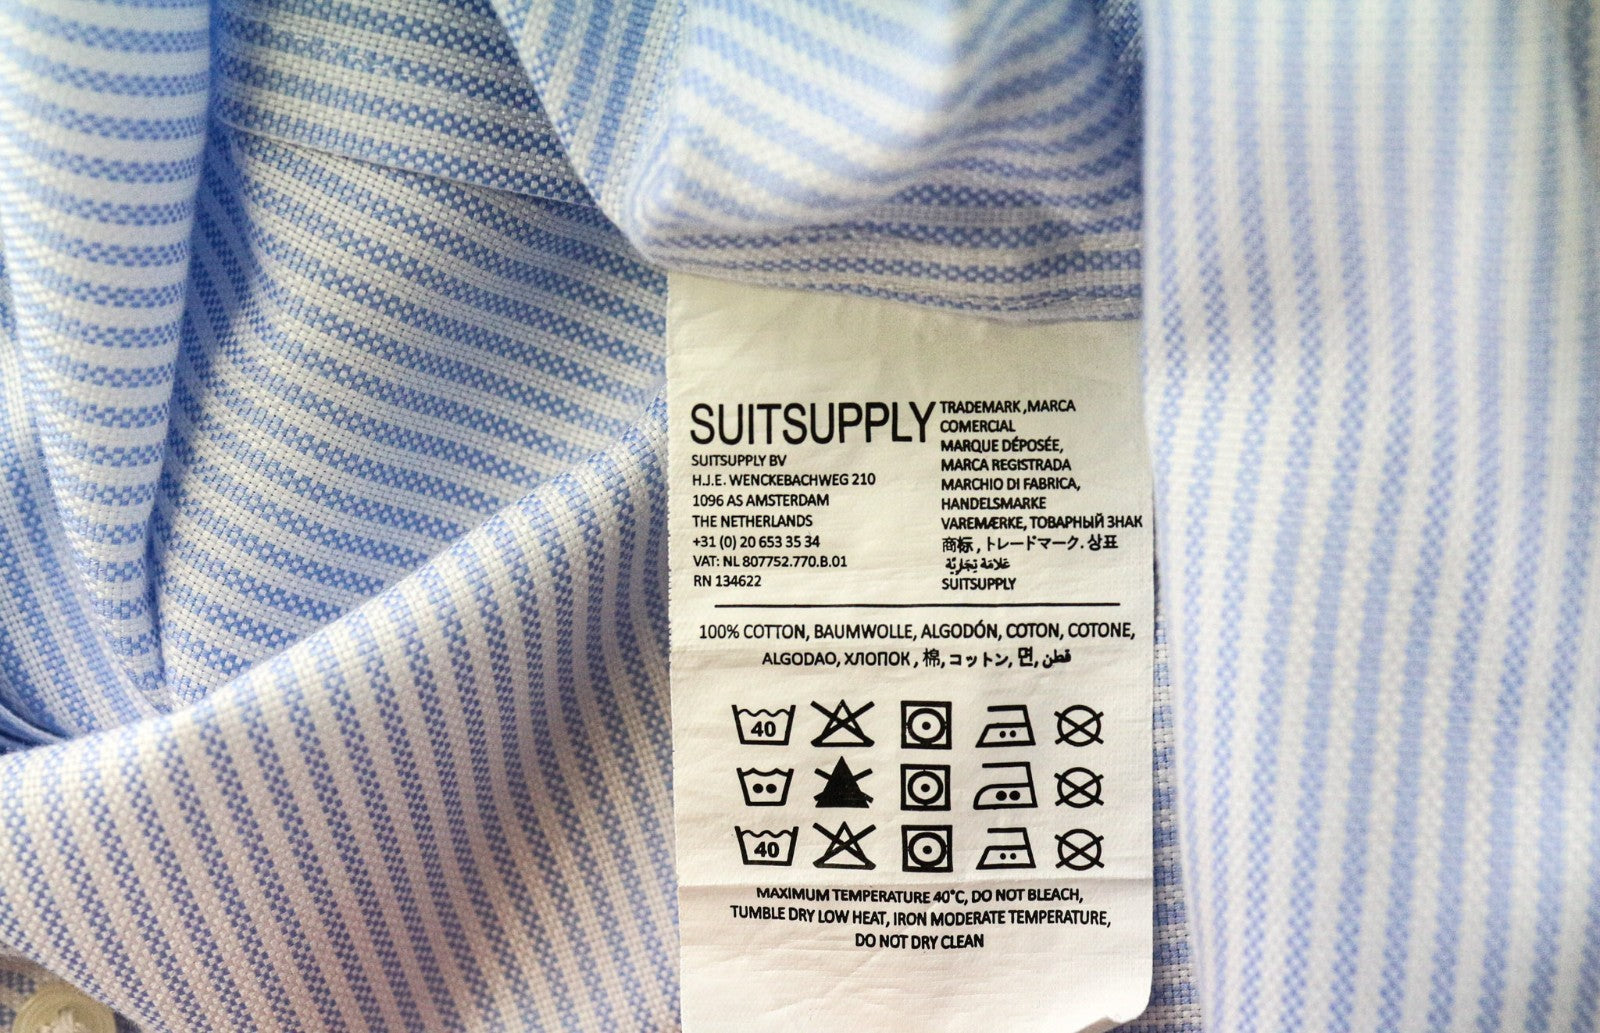 SUITSUPPLY
SUITSUPPLY BV
H.J.E. WENCKEBACHWEG 210
1096 AS AMSTERDAM
THE NETHERLANDS
+31 (0) 20 653 35 34
VAT: NL 807752.770.B.01
RN 134622
TRADEMARK ,MARCA
COMERCIAL
MARQUE DÉPOSÉE,
MARCA REGISTRADA
MARCHIO DI FABRICA,
HANDELSMARKE
VAREMÆRKE, ТОВАРНЫЙ ЗНАК
商标 , トレードマーク. 상표
عَلامَة تِجَارِيَّة
SUITSUPPLY
100% COTTON, BAUMWOLLE, ALGODÓN, COTON, COTONE,
ALGODAO, ХЛОПОК , 棉, コットン, 면, قطن
40
40
MAXIMUM TEMPERATURE 40°C, DO NOT BLEACH,
TUMBLE DRY LOW HEAT, IRON MODERATE TEMPERATURE,
DO NOT DRY CLEAN